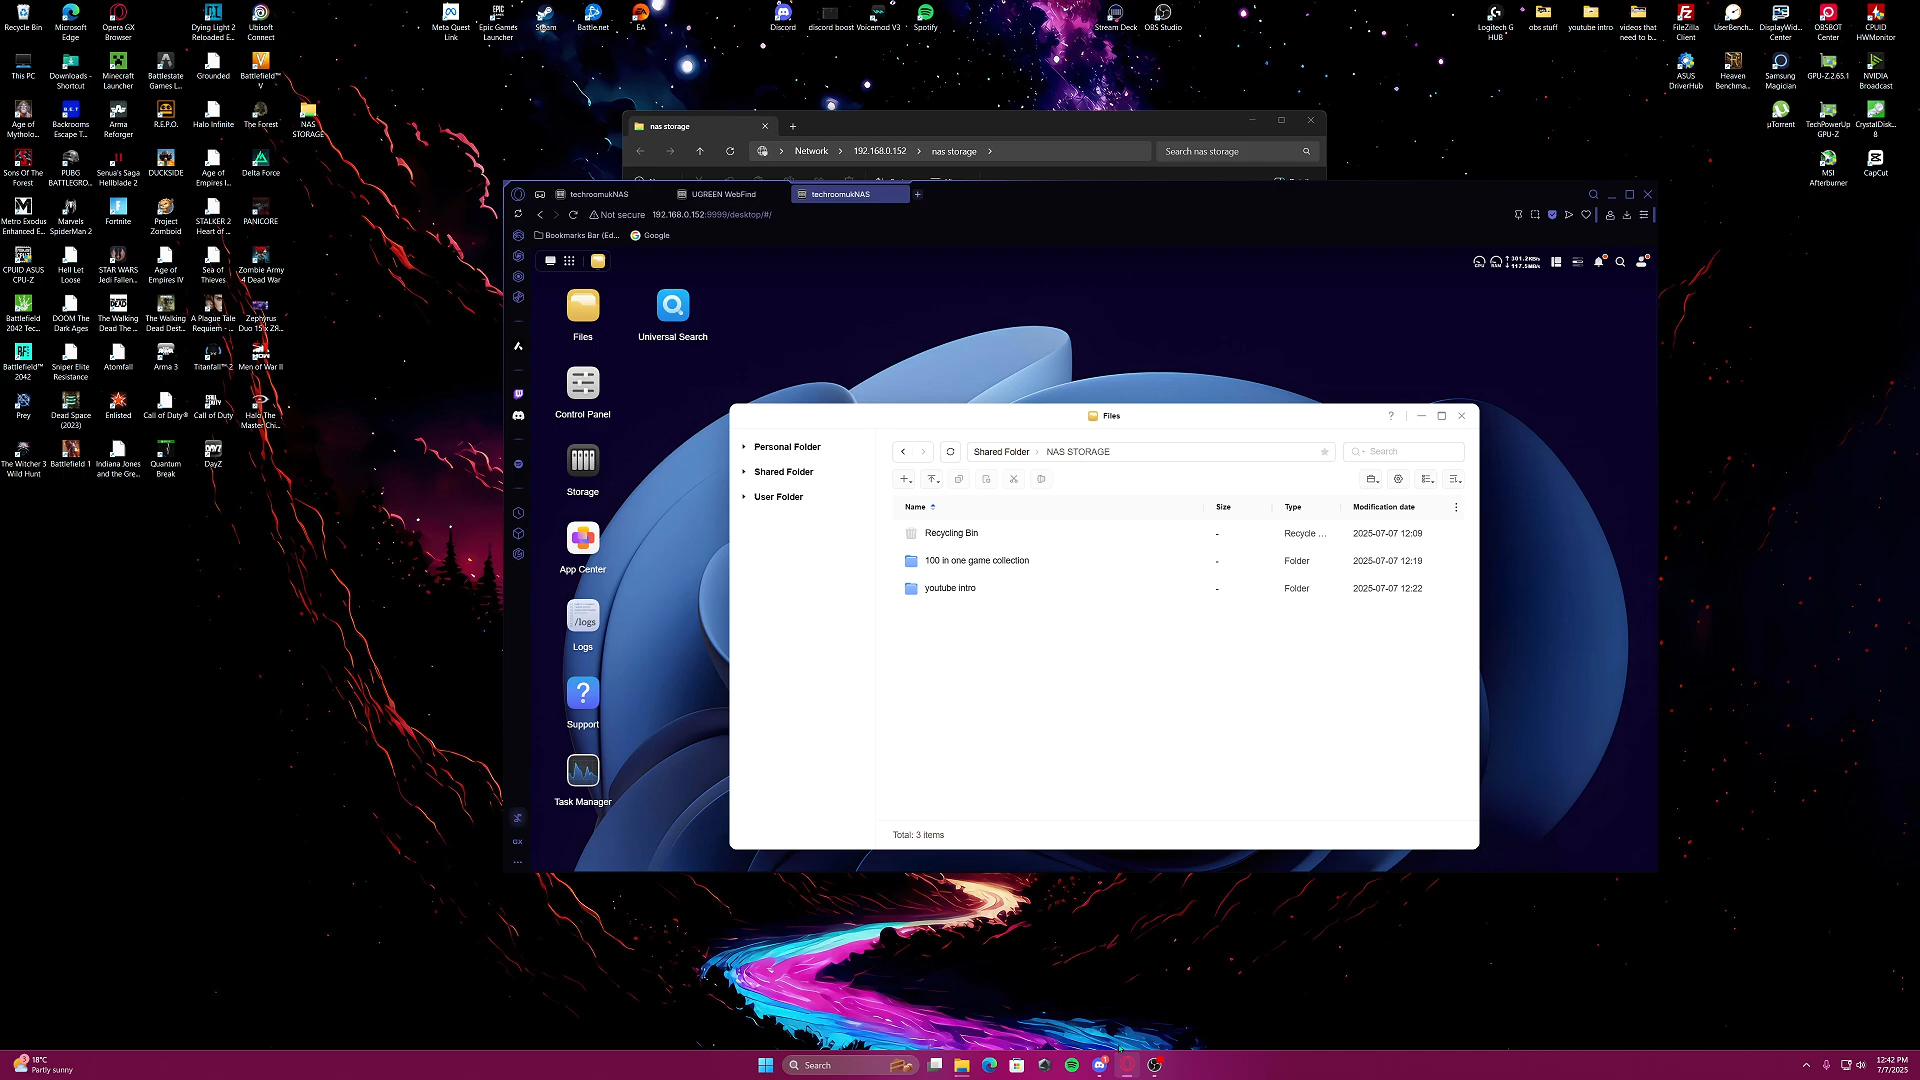 Recycle Bin
Microsoft
Edge
Opera GX
Browser
Dying Light 2
Reloaded E...
Ubisoft
Connect
Meta Quest
Link
Epic Games
Launcher
Steam
Battle.net
EA
Discord
discord boost
Voicemod V3
Spotify
Stream Deck
OBS Studio
Logitech G
HUB
obs stuff
youtube intro
videos that
need to b...
FileZilla
Client
UserBench...
DisplayWid...
Center
OBSBOT
Center
CPUID
HWMonitor
This PC
Downloads -
Shortcut
Minecraft
Launcher
Battlestate
Games L...
Grounded
Battlefield™
V
ASUS
DriverHub
Heaven
Benchma...
Samsung
Magician
GPU-Z.2.65.1
NVIDIA
Broadcast
Age of
Mytholo...
Backrooms
Escape T...
Arma
Reforger
R.E.P.O.
Halo Infinite
The Forest
NAS
STORAGE
µTorrent
TechPowerUp
GPU-Z
CrystalDisk...
8
Sons Of The
Forest
PUBG
BATTLEGRO...
Senua's Saga
Hellblade 2
DUCKSIDE
Age of
Empires I...
Delta Force
MSI
Afterburner
CapCut
Metro Exodus
Enhanced E...
Marvels
SpiderMan 2
Fortnite
Project
Zomboid
STALKER 2
Heart of ...
PANICORE
CPUID ASUS
CPU-Z
Hell Let
Loose
STAR WARS
Jedi Fallen...
Age of
Empires IV
Sea of
Thieves
Zombie Army
4 Dead War
Battlefield
2042 Tec...
DOOM The
Dark Ages
The Walking
Dead The ...
The Walking
Dead Dest...
A Plague Tale
Requiem - ...
Zephyrus
Duo 15 x Z8...
Battlefield™
2042
Sniper Elite
Resistance
Atomfall
Arma 3
Titanfall™ 2
Men of War II
Prey
Dead Space
(2023)
Enlisted
Call of Duty®
Call of Duty
Halo The
Master Chi...
The Witcher 3
Wild Hunt
Battlefield 1
Indiana Jones
and the Gre...
Quantum
Break
DayZ
nas storage
Network
192.168.0.152
nas storage
Search nas storage
techroomukNAS
UGREEN WebFind
techroomukNAS
Not secure
192.168.0.152:9999/desktop/#/
Bookmarks Bar (Ed...
Google
CPU
RAM
301.2KB/s
117.5MB/s
Files
Universal Search
Control Panel
Storage
App Center
/logs
Logs
Support
Task Manager
GX
Files
Personal Folder
Shared Folder
User Folder
Shared Folder
NAS STORAGE
Search
Name
Size
Type
Modification date
Recycling Bin
-
Recycle ...
2025-07-07 12:09
100 in one game collection
-
Folder
2025-07-07 12:19
youtube intro
-
Folder
2025-07-07 12:22
Total: 3 items
18°C
Partly sunny
Search
12:42 PM
7/7/2025